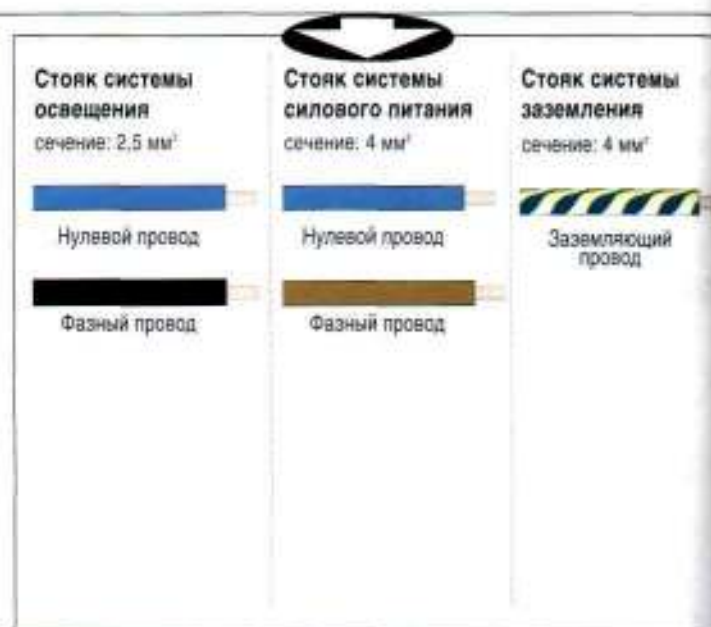 Стояк системы
освещения
сечение: 2,5 мм²
Нулевой провод
Фазный провод
Стояк системы
силового питания
сечение: 4 мм²
Нулевой провод
Фазный провод
Стояк системы
заземления
сечение: 4 мм²
Заземляющий
провод